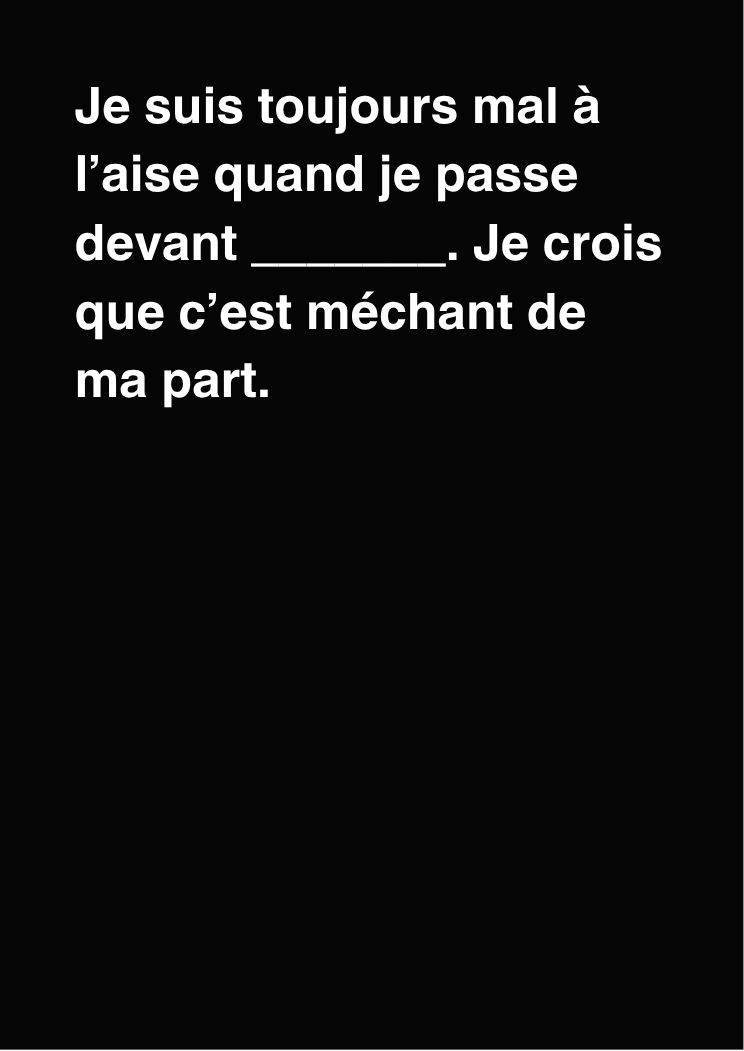 Je suis toujours mal à
l’aise quand je passe
devant _______. Je crois
que c’est méchant de
ma part.